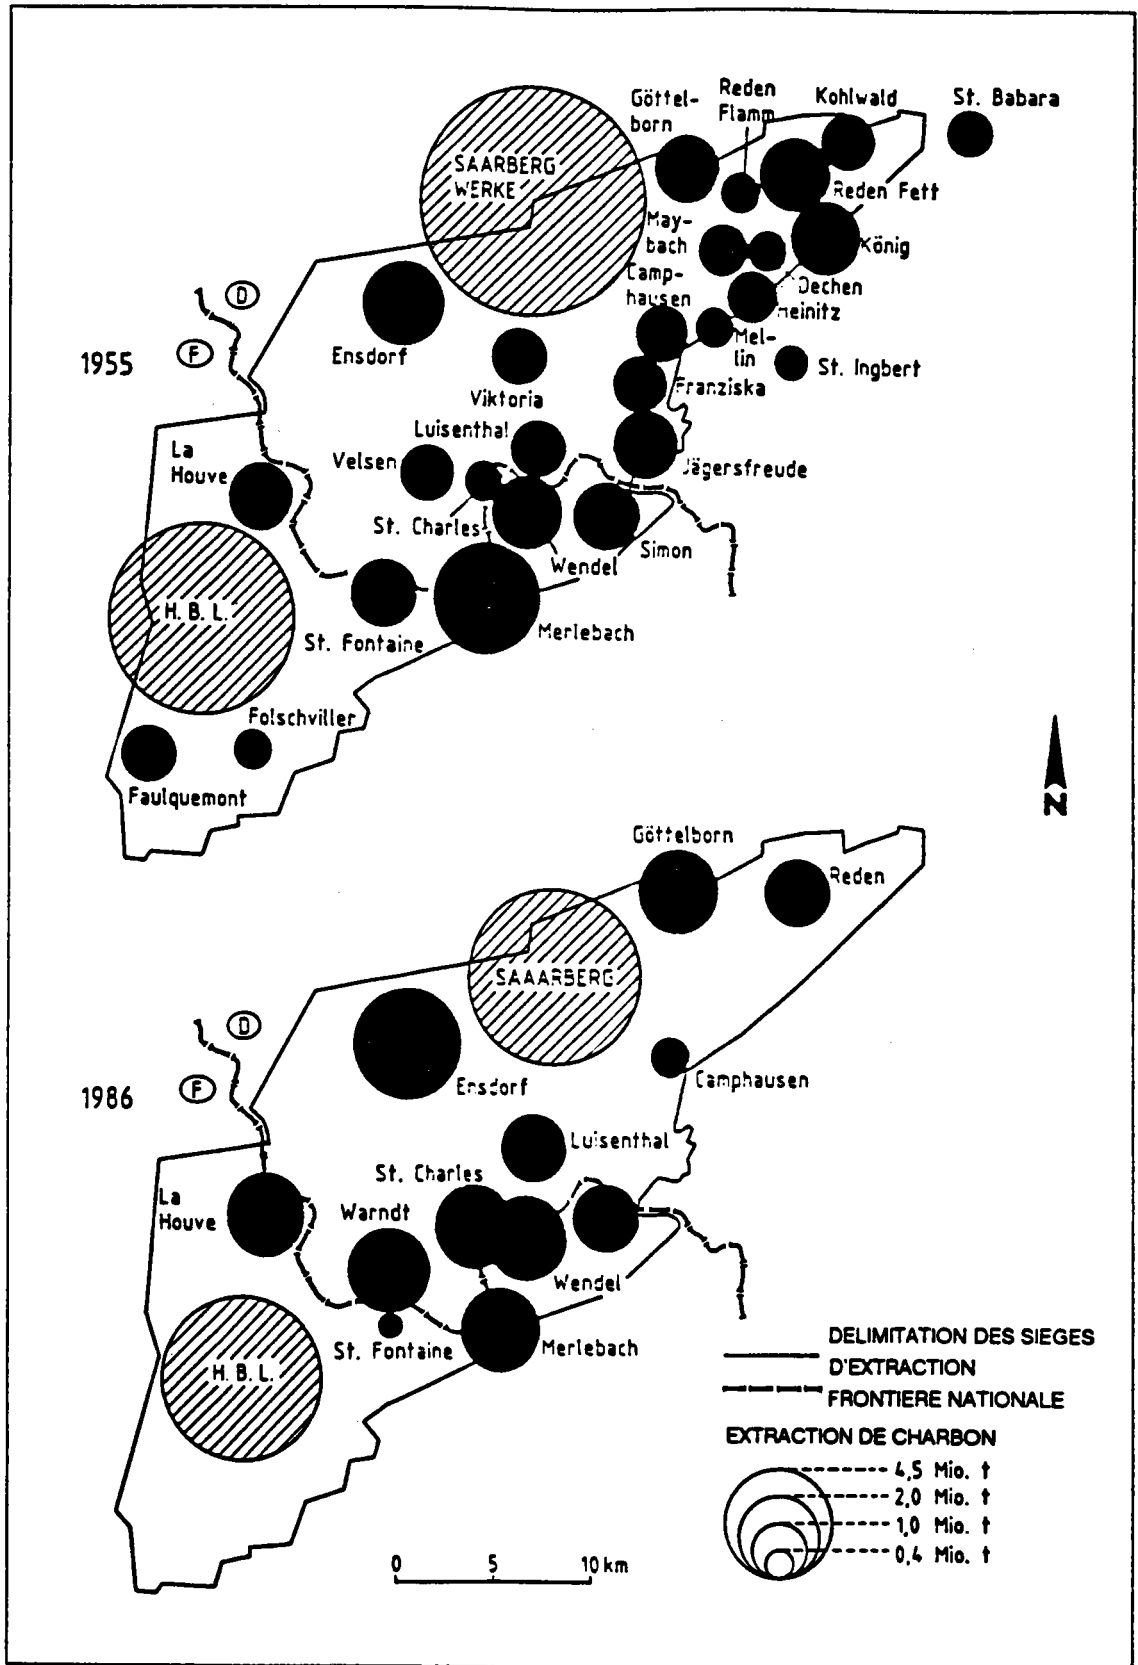 Göttel-
born
Reden
Flamm
Kohlwald
St. Babara
SAARBERG
WERKE
Reden Fett
May-
bach
König
Camp-
hausen
Dechen
Heinitz
D
F
1955
Ensdorf
Mel-
lin
St. Ingbert
Viktoria
Franziska
Luisenthal
La
Houve
Velsen
Jägersfreude
St. Charles
Simon
Wendel
H. B. L.
St. Fontaine
Merlebach
Folschviller
Faulquemont
N
Göttelborn
Reden
SAAARBERG
D
F
1986
Ensdorf
Camphausen
Luisenthal
St. Charles
La
Houve
Warndt
Wendel
St. Fontaine
Merlebach
H. B. L.
DELIMITATION DES SIEGES
D'EXTRACTION
FRONTIERE NATIONALE
EXTRACTION DE CHARBON
4,5 Mio. t
2,0 Mio. t
1,0 Mio. t
0,4 Mio. t
0 5 10 km